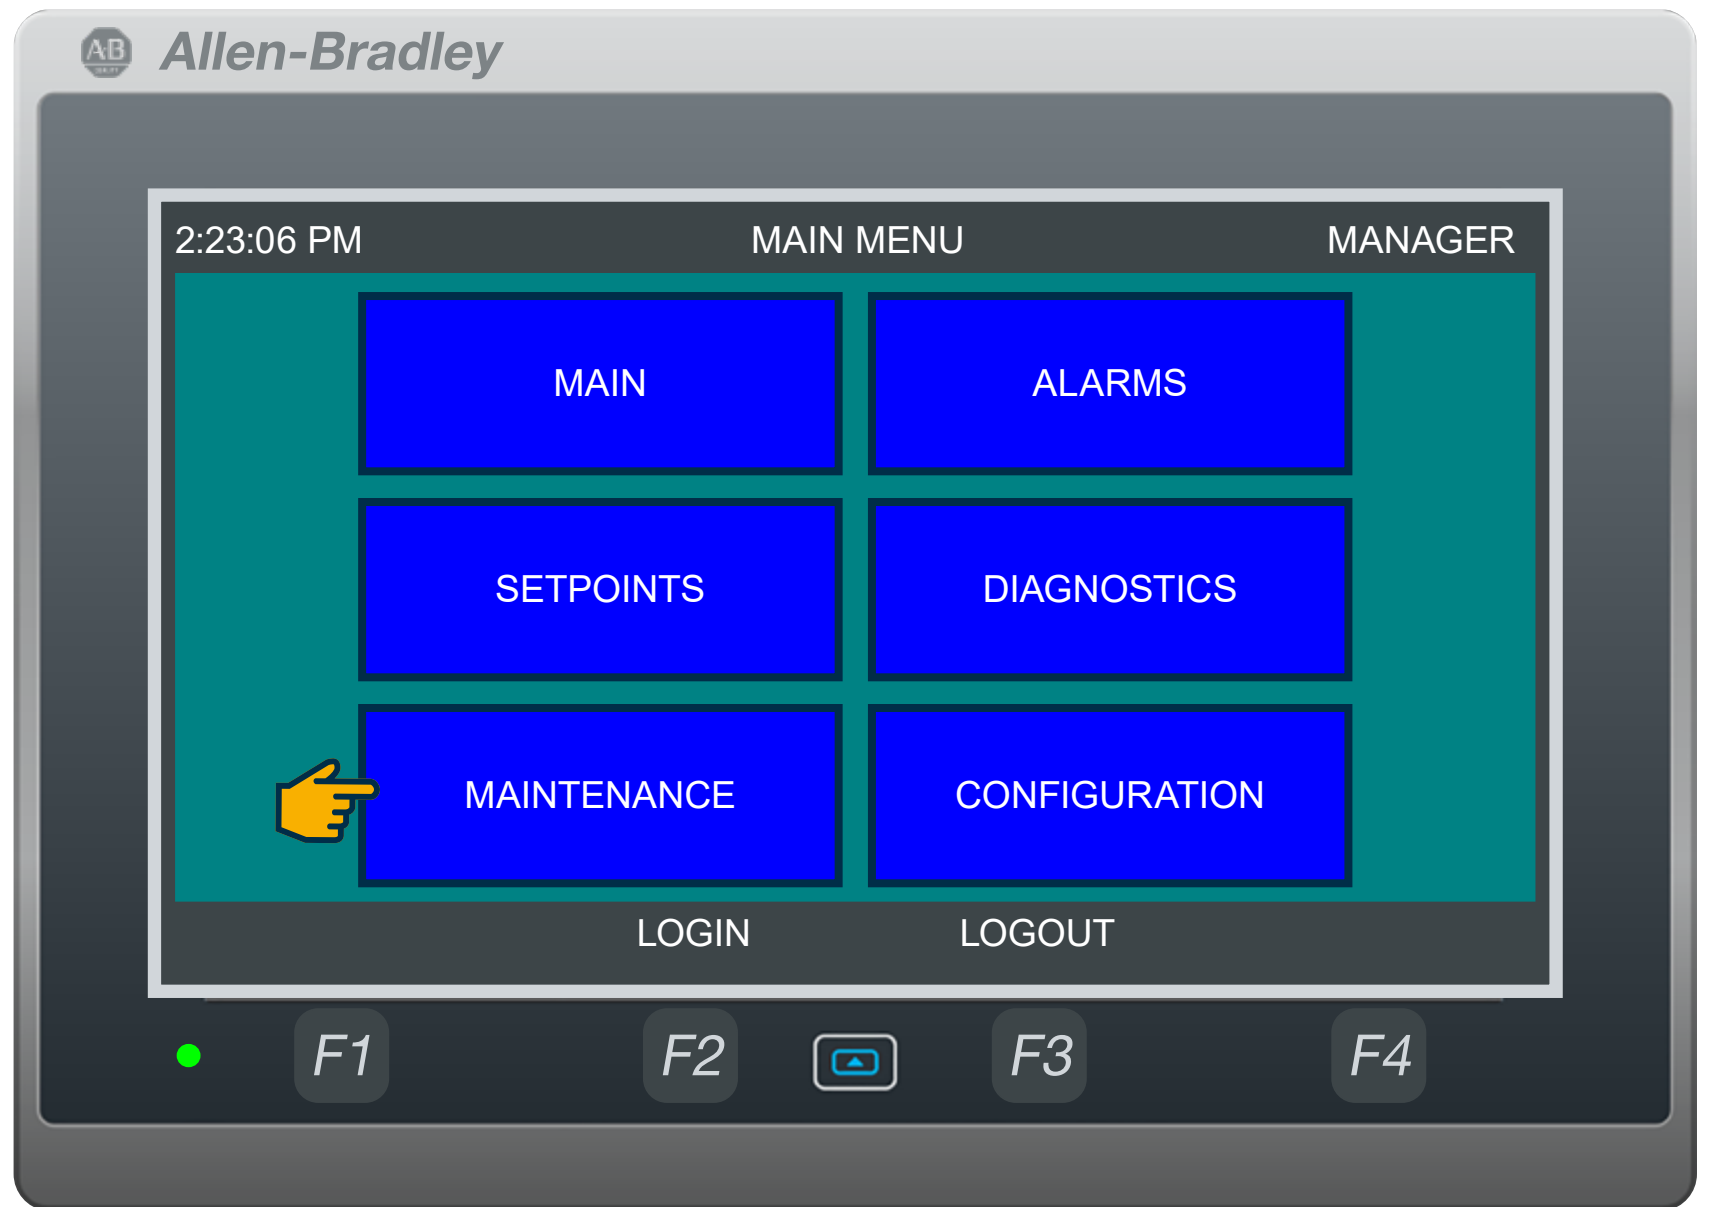 AB
Allen-Bradley
2:23:06 PM MAIN MENU MANAGER
MAIN ALARMS
SETPOINTS DIAGNOSTICS
MAINTENANCE CONFIGURATION
LOGIN LOGOUT
F1 F2 F3 F4